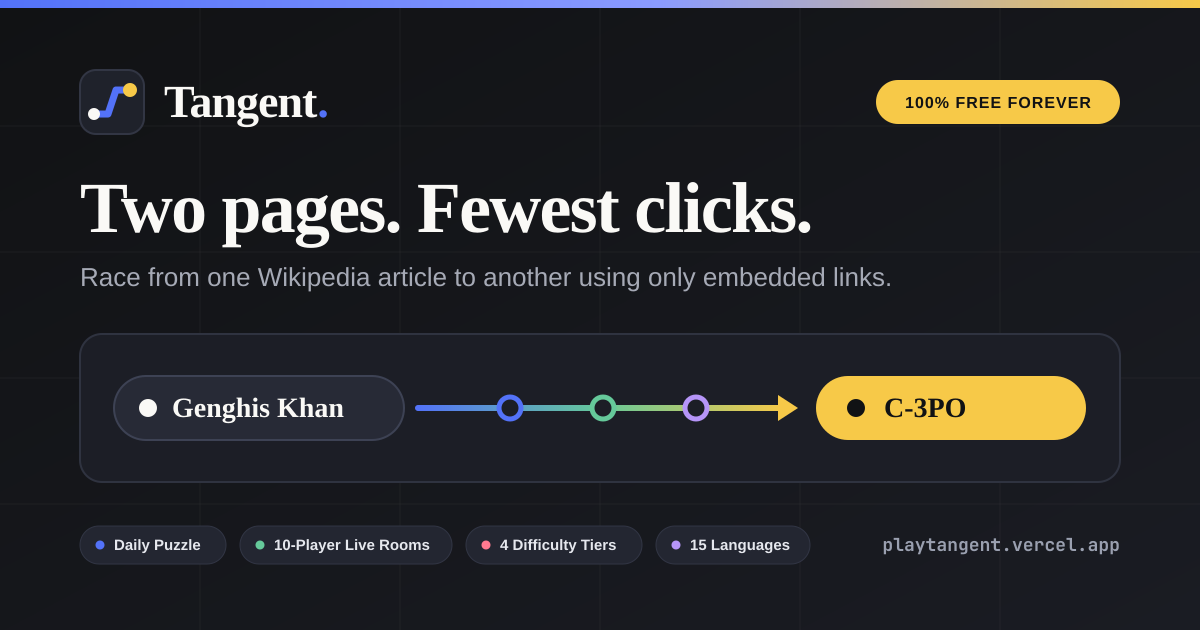 Tangent.
100% FREE FOREVER
Two pages. Fewest clicks.
Race from one Wikipedia article to another using only embedded links.
Genghis Khan
C-3PO
Daily Puzzle
10-Player Live Rooms
4 Difficulty Tiers
15 Languages
playtangent.vercel.app